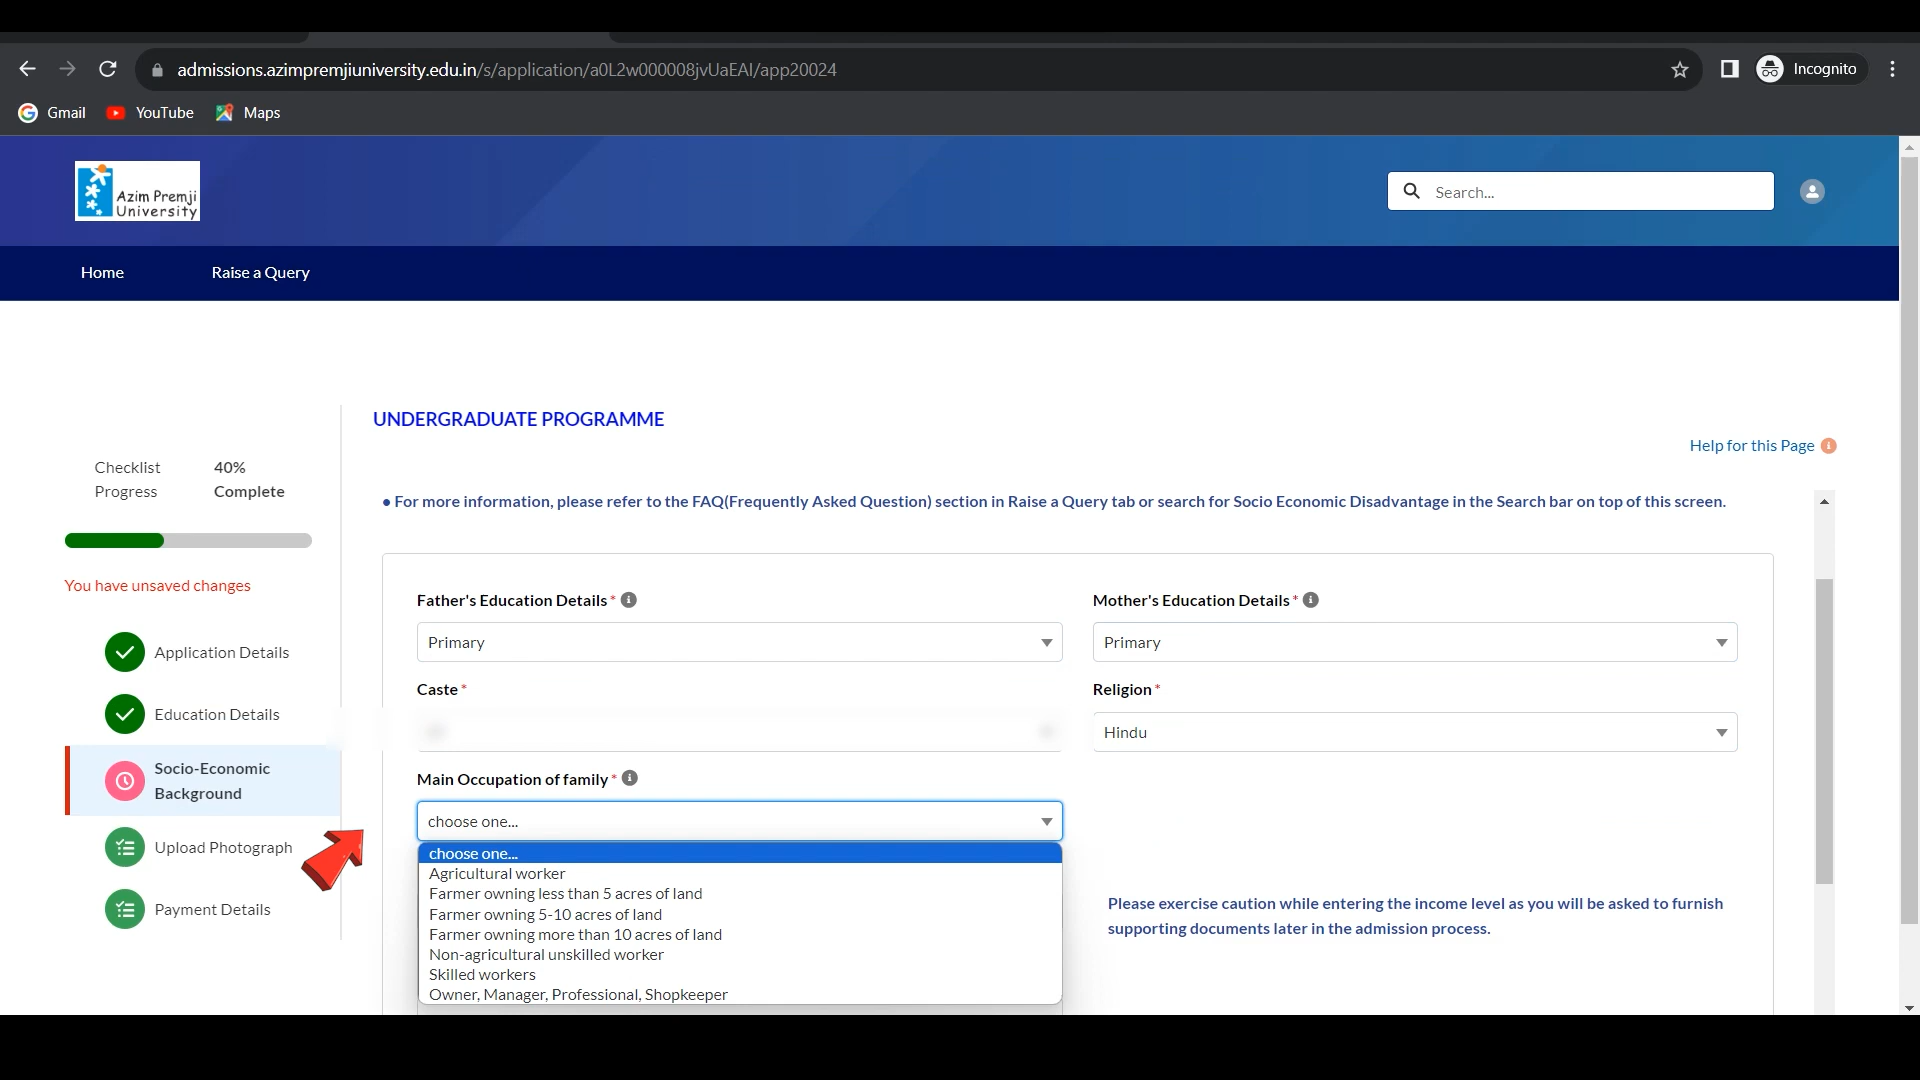 admissions.azimpremjiuniversity.edu.in/s/application/a0L2w000008jvUaEAI/app20024
Incognito
Gmail
YouTube
Maps
Azim Premji
University
Search...
Home
Raise a Query
UNDERGRADUATE PROGRAMME
Help for this Page
Checklist
Progress
40%
Complete
• For more information, please refer to the FAQ(Frequently Asked Question) section in Raise a Query tab or search for Socio Economic Disadvantage in the Search bar on top of this screen.
You have unsaved changes
Application Details
Education Details
Socio-Economic
Background
Upload Photograph
Payment Details
Father's Education Details *
Primary
Mother's Education Details *
Primary
Caste *
Religion *
Hindu
Main Occupation of family *
choose one...
choose one...
Agricultural worker
Farmer owning less than 5 acres of land
Farmer owning 5-10 acres of land
Farmer owning more than 10 acres of land
Non-agricultural unskilled worker
Skilled workers
Owner, Manager, Professional, Shopkeeper
Please exercise caution while entering the income level as you will be asked to furnish
supporting documents later in the admission process.